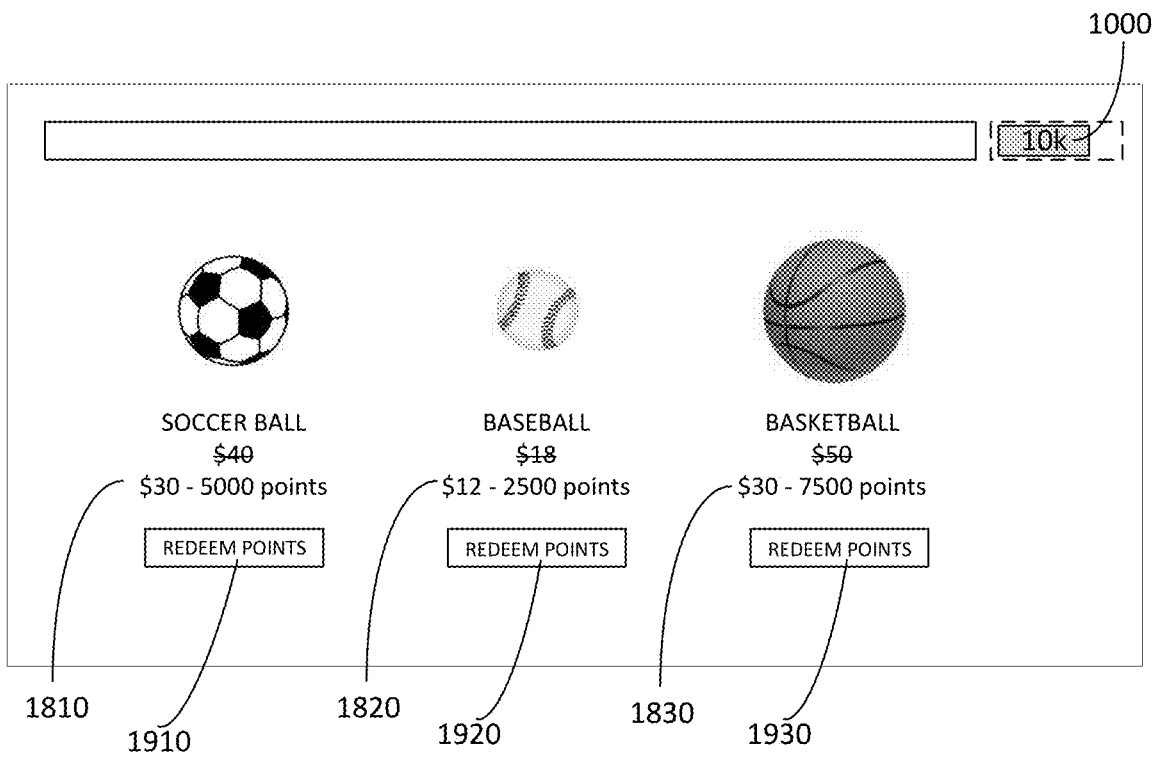 1000
10k
SOCCER BALL BASEBALL BASKETBALL
$40 $18 $50
$30 - 5000 points $12 - 2500 points $30 - 7500 points
REDEEM POINTS REDEEM POINTS REDEEM POINTS
1810 1820 1830
1910 1920 1930